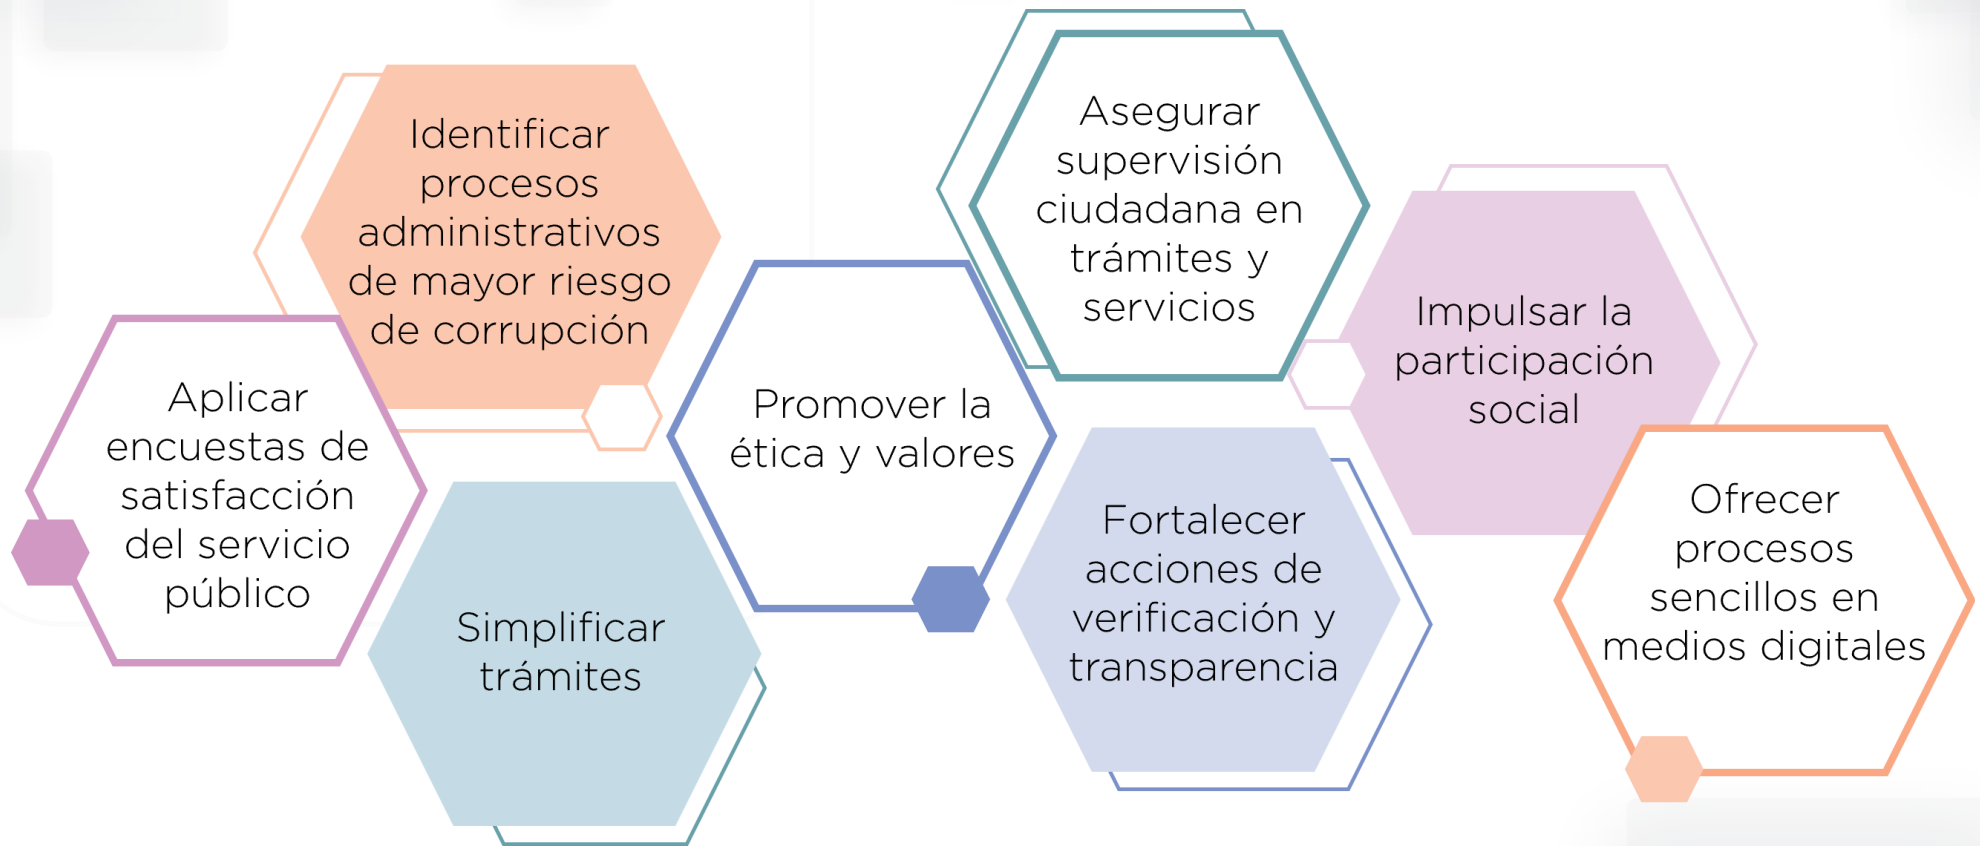 Aplicar
encuestas de
satisfacción
del servicio
público
Identificar
procesos
administrativos
de mayor riesgo
de corrupción
Simplificar
trámites
Promover la
ética y valores
Asegurar
supervisión
ciudadana en
trámites y
servicios
Fortalecer
acciones de
verificación y
transparencia
Impulsar la
participación
social
Ofrecer
procesos
sencillos en
medios digitales